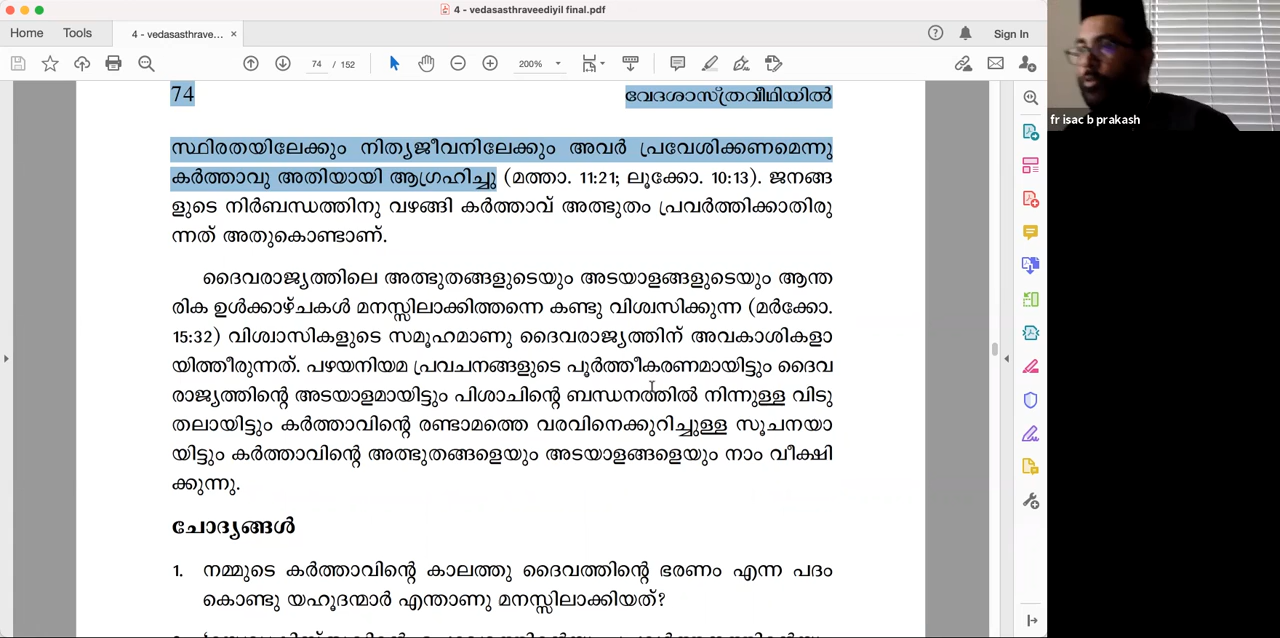 4 - vedasasthraveediyil final.pdf
Home Tools 4 - vedasasthrave... × Sign In
74 / 152 200%
fr isac b prakash
74 വേദശാസ്ത്രവീഥിയിൽ
സ്ഥിരതയിലേക്കും നിത്യജീവനിലേക്കും അവർ പ്രവേശിക്കണമെന്നു
കർത്താവു അതിയായി ആഗ്രഹിച്ചു (മത്താ. 11:21; ലൂക്കോ. 10:13). ജനങ്ങ
ളുടെ നിർബന്ധത്തിനു വഴങ്ങി കർത്താവ് അത്ഭുതം പ്രവർത്തിക്കാതിരു
ന്നത് അതുകൊണ്ടാണ്.
ദൈവരാജ്യത്തിലെ അത്ഭുതങ്ങളുടെയും അടയാളങ്ങളുടെയും ആന്ത
രിക ഉൾക്കാഴ്ചകൾ മനസ്സിലാക്കിത്തന്നെ കണ്ടു വിശ്വസിക്കുന്ന (മർക്കോ.
15:32) വിശ്വാസികളുടെ സമൂഹമാണു ദൈവരാജ്യത്തിന് അവകാശികളാ
യിത്തീരുന്നത്. പഴയനിയമ പ്രവചനങ്ങളുടെ പൂർത്തീകരണമായിട്ടും ദൈവ
രാജ്യത്തിന്റെ അടയാളമായിട്ടും പിശാചിന്റെ ബന്ധനത്തിൽ നിന്നുള്ള വിടു
തലായിട്ടും കർത്താവിന്റെ രണ്ടാമത്തെ വരവിനെക്കുറിച്ചുള്ള സൂചനയാ
യിട്ടും കർത്താവിന്റെ അത്ഭുതങ്ങളെയും അടയാളങ്ങളെയും നാം വീക്ഷി
ക്കുന്നു.
ചോദ്യങ്ങൾ
1. നമ്മുടെ കർത്താവിന്റെ കാലത്തു ദൈവത്തിന്റെ ഭരണം എന്ന പദം
കൊണ്ടു യഹൂദന്മാർ എന്താണു മനസ്സിലാക്കിയത്?